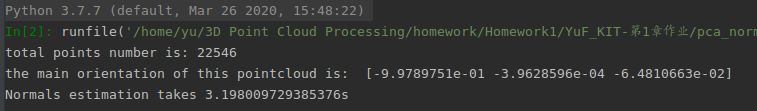 Python 3.7.7 (default, Mar 26 2020, 15:48:22)
In[2]: runfile('/home/yu/3D Point Cloud Processing/homework/Homework1/YuF_KIT-第1章作业/pca_norm
total points number is: 22546
the main orientation of this pointcloud is:  [-9.9789751e-01 -3.9628596e-04 -6.4810663e-02]
Normals estimation takes 3.198009729385376s